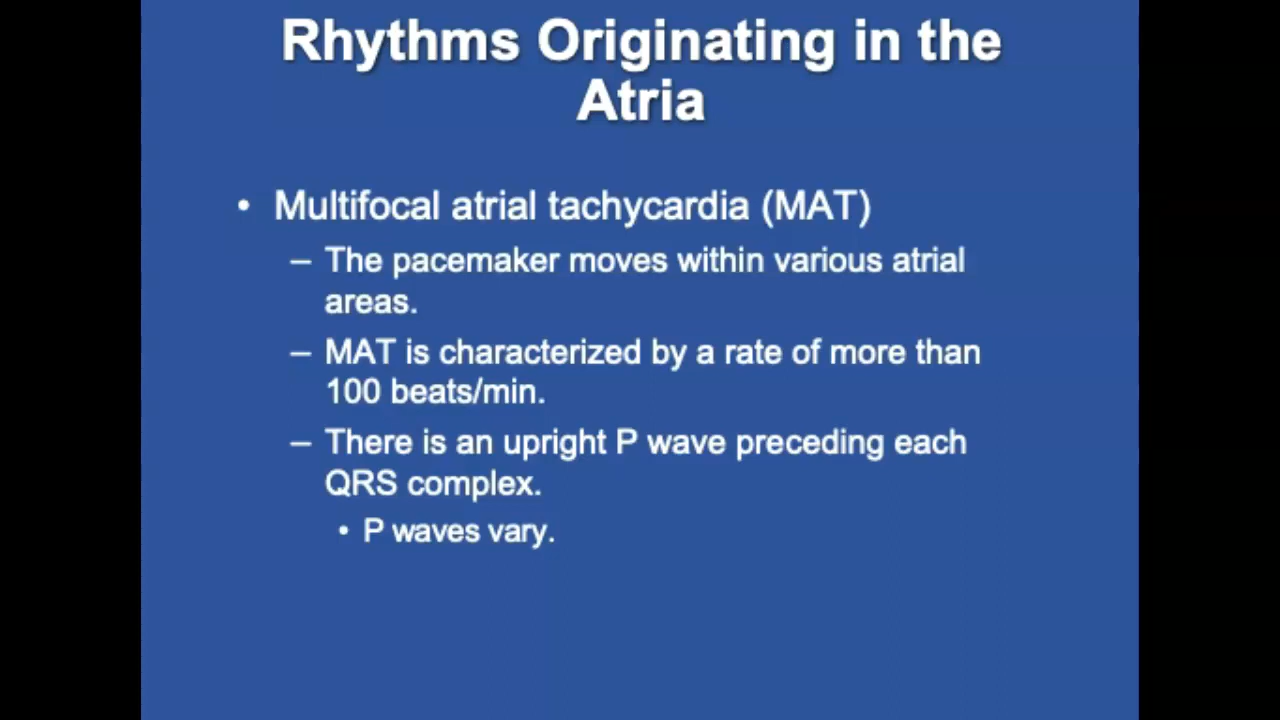 Rhythms Originating in the
Atria
• Multifocal atrial tachycardia (MAT)
– The pacemaker moves within various atrial
areas.
– MAT is characterized by a rate of more than
100 beats/min.
– There is an upright P wave preceding each
QRS complex.
• P waves vary.